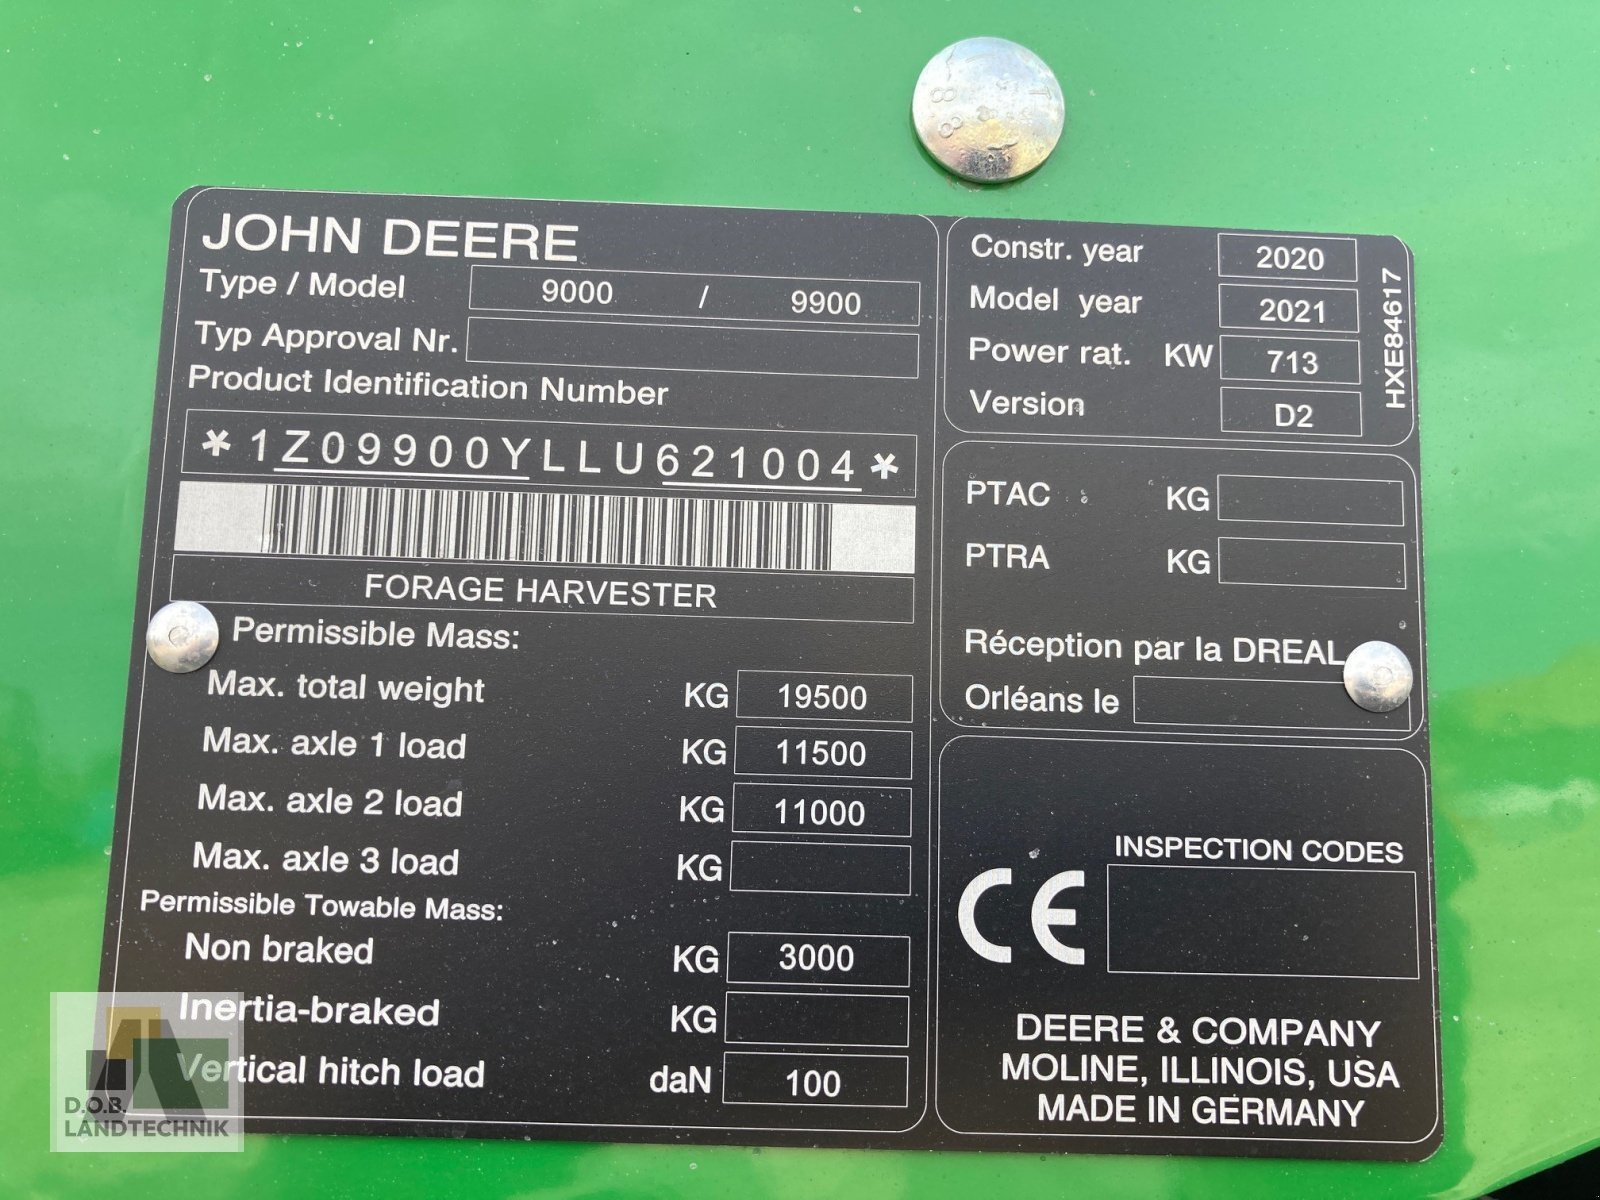 JOHN DEERE
Type / Model 9000 / 9900
Typ Approval Nr.
Product Identification Number
*1Z09900YLLU621004*
FORAGE HARVESTER
Permissible Mass:
Max. total weight KG 19500
Max. axle 1 load KG 11500
Max. axle 2 load KG 11000
Max. axle 3 load KG
Permissible Towable Mass:
Non braked KG 3000
Inertia-braked KG
Vertical hitch load daN 100
Constr. year 2020
Model year 2021
Power rat. KW 713
Version D2
HXE84617
PTAC KG
PTRA KG
Réception par la DREAL
Orléans le
INSPECTION CODES
CE
DEERE & COMPANY
MOLINE, ILLINOIS, USA
MADE IN GERMANY
D.O.B.
LANDTECHNIK
8.8